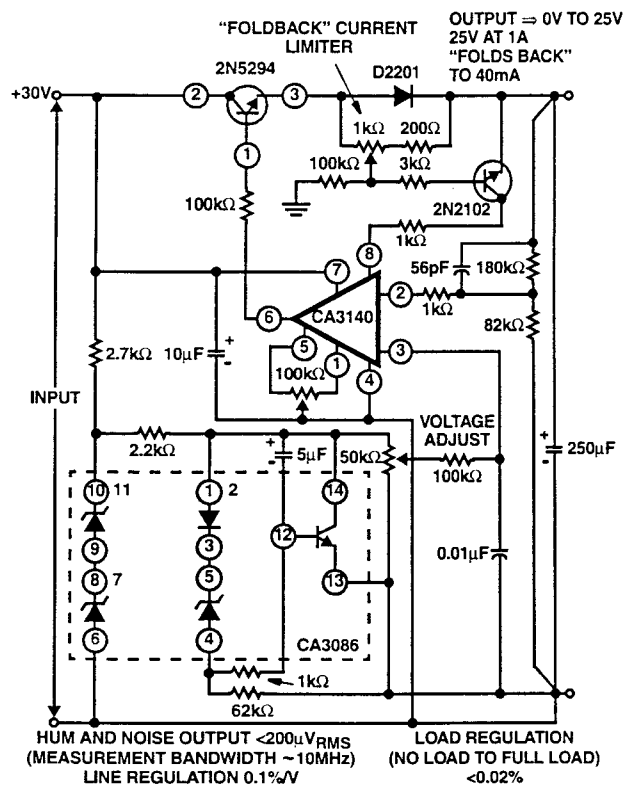 OUTPUT ⇒ 0V TO 25V
25V AT 1A
"FOLDS BACK"
TO 40mA
"FOLDBACK" CURRENT
LIMITER
2N5294
D2201
+30V
2
3
1kΩ
200Ω
1
100kΩ
3kΩ
100kΩ
2N2102
1kΩ
8
7
56pF
180kΩ
2
1kΩ
6
CA3140
82kΩ
5
3
2.7kΩ
10μF
+
-
1
100kΩ
4
INPUT
VOLTAGE
ADJUST
2.2kΩ
+
-
5μF
50kΩ
100kΩ
+
-
250μF
10
11
1
2
14
9
3
12
0.01μF
8
7
5
13
6
4
CA3086
1kΩ
62kΩ
HUM AND NOISE OUTPUT <200μVRMS
(MEASUREMENT BANDWIDTH ~10MHz)
LINE REGULATION 0.1%/V
LOAD REGULATION
(NO LOAD TO FULL LOAD)
<0.02%